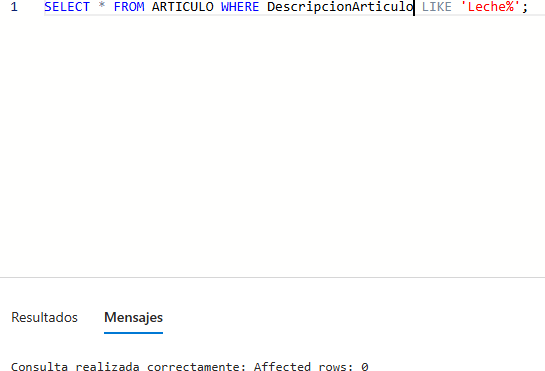 1 SELECT * FROM ARTICULO WHERE DescripcionArticulo LIKE 'Leche%';
Resultados Mensajes
Consulta realizada correctamente: Affected rows: 0